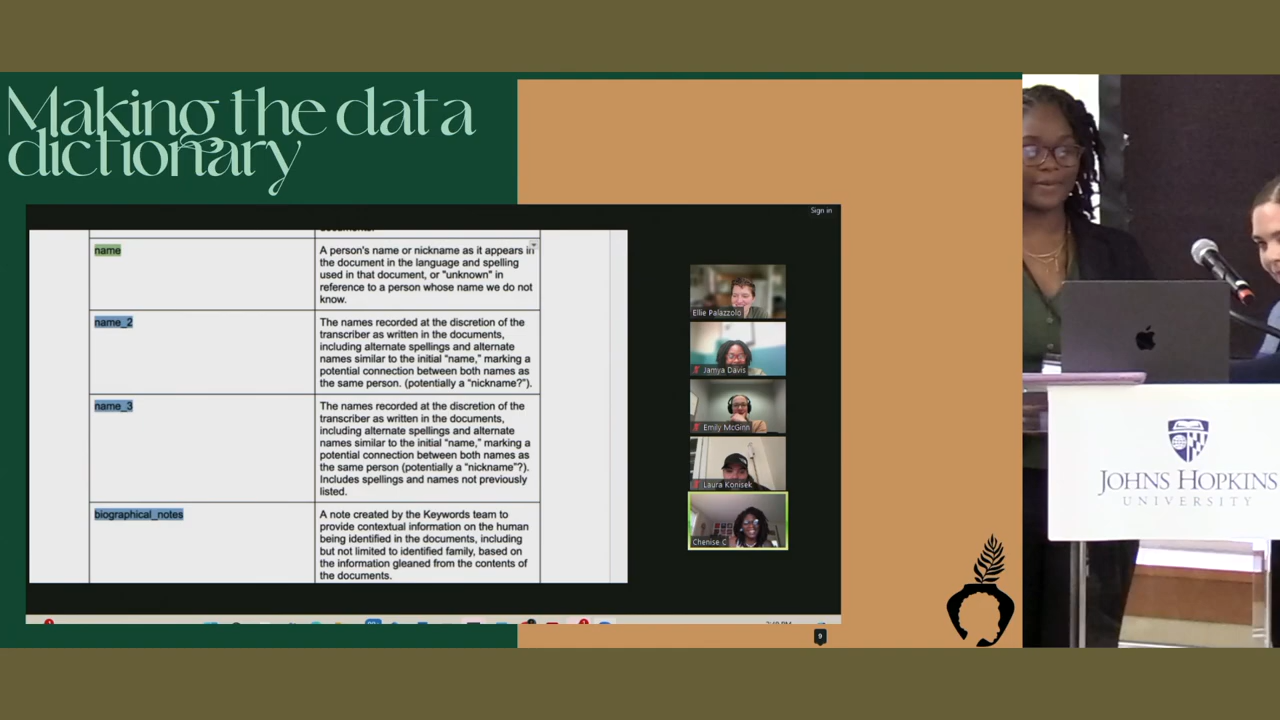 Making the data
dictionary
Sign in
name
A person's name or nickname as it appears in
the document in the language and spelling
used in that document, or "unknown" in
reference to a person whose name we do not
know.
name_2
The names recorded at the discretion of the
transcriber as written in the documents,
including alternate spellings and alternate
names similar to the initial “name,” marking a
potential connection between both names as
the same person. (potentially a “nickname?”).
name_3
The names recorded at the discretion of the
transcriber as written in the documents,
including alternate spellings and alternate
names similar to the initial “name,” marking a
potential connection between both names as
the same person (potentially a “nickname”?).
Includes spellings and names not previously
listed.
biographical_notes
A note created by the Keywords team to
provide contextual information on the human
being identified in the documents, including
but not limited to identified family, based on
the information gleaned from the contents of
the documents.
Ellie Palazzolo
Jamya Davis
Emily McGinn
Laura Konisek
Chenise C
9
JOHNS HOPKINS
UNIVERSITY